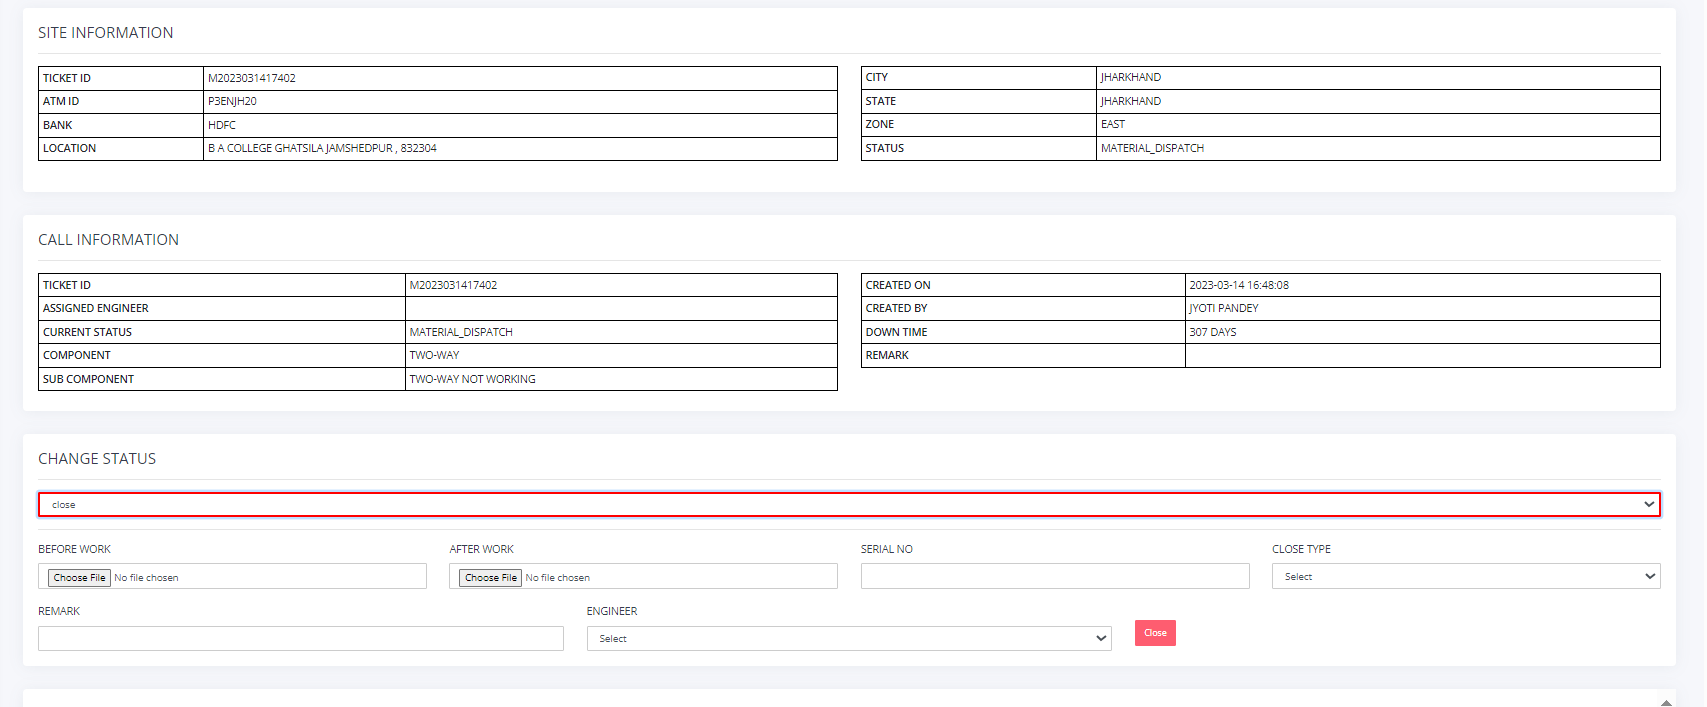 SITE INFORMATION
TICKET ID M2023031417402
ATM ID P3ENJH20
BANK HDFC
LOCATION B A COLLEGE GHATSILA JAMSHEDPUR , 832304
CITY JHARKHAND
STATE JHARKHAND
ZONE EAST
STATUS MATERIAL_DISPATCH
CALL INFORMATION
TICKET ID M2023031417402
ASSIGNED ENGINEER
CURRENT STATUS MATERIAL_DISPATCH
COMPONENT TWO-WAY
SUB COMPONENT TWO-WAY NOT WORKING
CREATED ON 2023-03-14 16:48:08
CREATED BY JYOTI PANDEY
DOWN TIME 307 DAYS
REMARK
CHANGE STATUS
close
BEFORE WORK AFTER WORK SERIAL NO CLOSE TYPE
Choose File No file chosen Choose File No file chosen Select
REMARK ENGINEER
Select Close